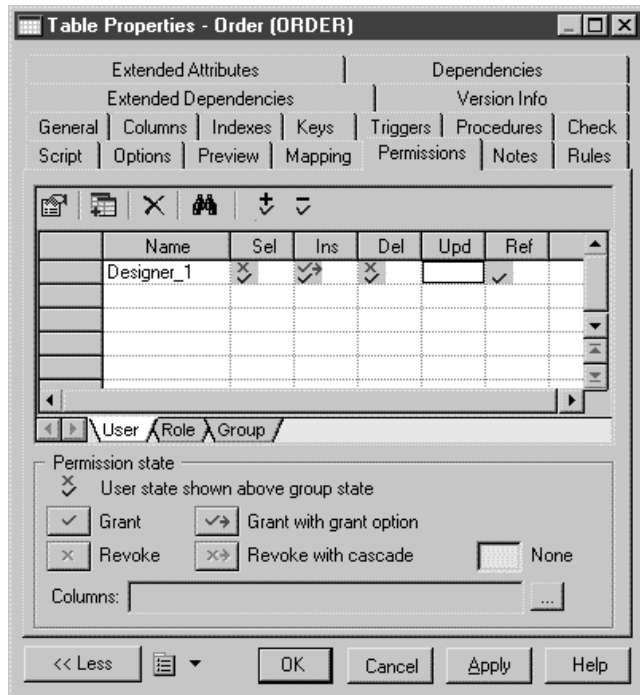 Table Properties - Order (ORDER)
Extended Attributes Dependencies
Extended Dependencies Version Info
General Columns Indexes Keys Triggers Procedures Check
Script Options Preview Mapping Permissions Notes Rules
Name Sel Ins Del Upd Ref
Designer_1
User Role Group
Permission state
User state shown above group state
Grant Grant with grant option
Revoke Revoke with cascade None
Columns: ...
<< Less OK Cancel Apply Help